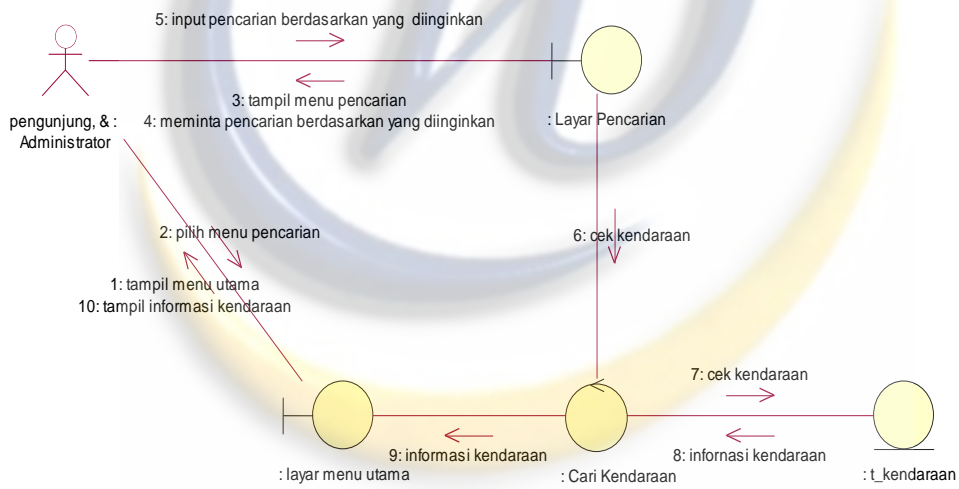 5: input pencarian berdasarkan yang diinginkan
3: tampil menu pencarian
4: meminta pencarian berdasarkan yang diinginkan
pengunjung, & :
Administrator
: Layar Pencarian
2: pilih menu pencarian
6: cek kendaraan
1: tampil menu utama
10: tampil informasi kendaraan
7: cek kendaraan
9: informasi kendaraan
8: infornasi kendaraan
: layar menu utama
: Cari Kendaraan
: t_kendaraan